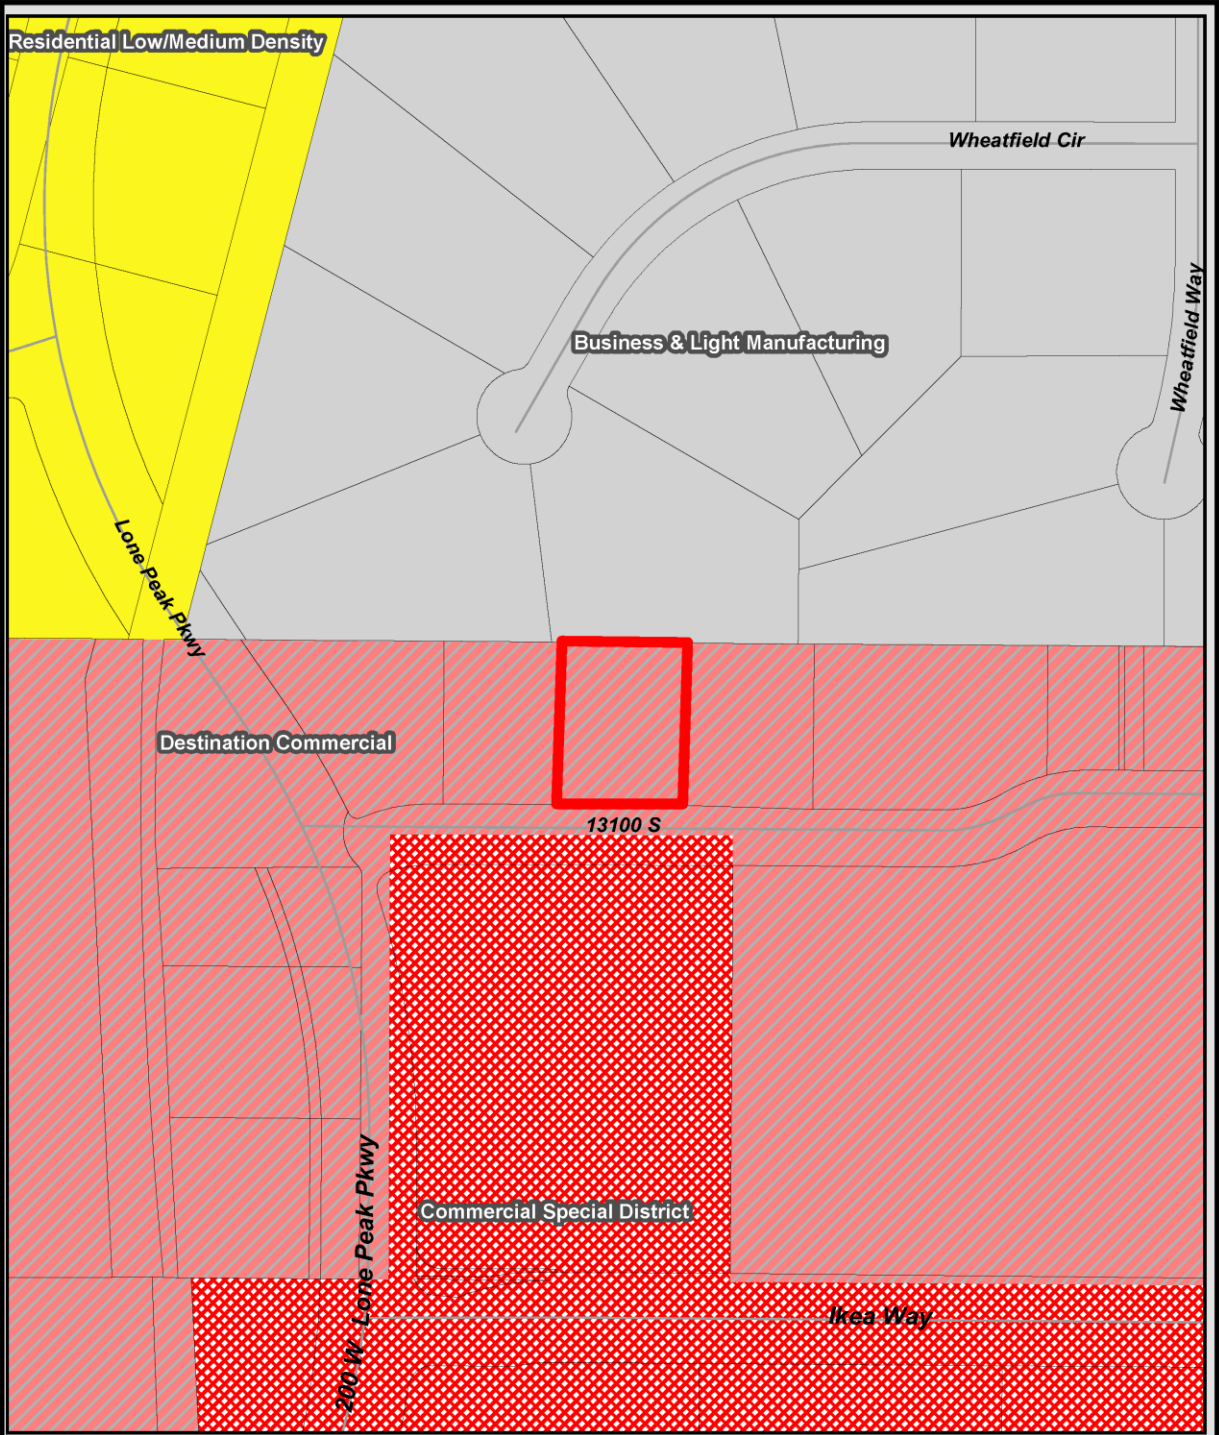 Residential Low/Medium Density
Wheatfield Cir
Wheatfield Way
Business & Light Manufacturing
Lone Peak Pkwy
Destination Commercial
13100 S
Lone Peak Pkwy
Commercial Special District
Ikea Way
200 W